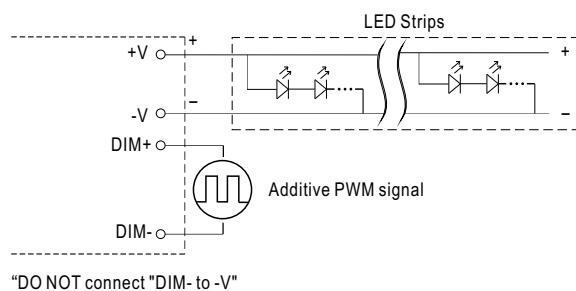 LED Strips
+V + +
-V – –
DIM+
Additive PWM signal
DIM-
“DO NOT connect "DIM- to -V"